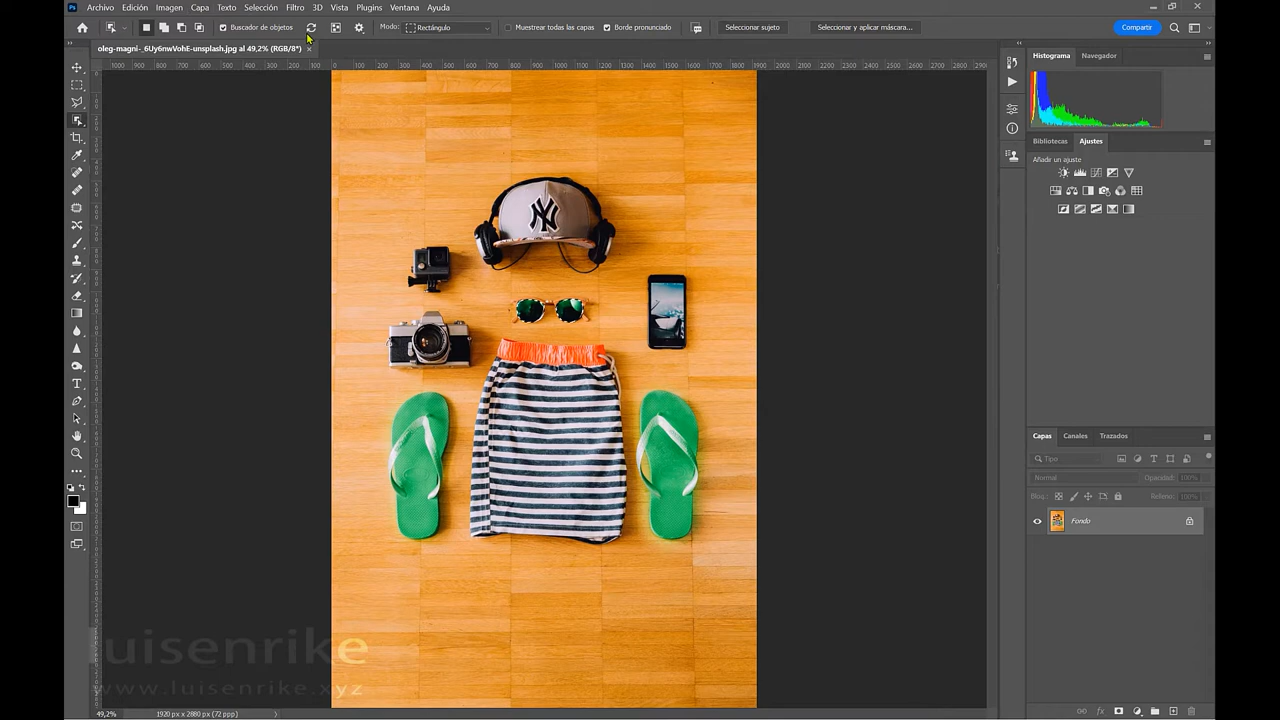 Archivo Edición Imagen Capa Texto Selección Filtro 3D Vista Plugins Ventana Ayuda
Buscador de objetos Modo: Rectángulo Muestrear todas las capas Borde pronunciado Seleccionar sujeto Seleccionar y aplicar máscara... Compartir
oleg-magni-_6Uy6nwVohE-unsplash.jpg al 49,2% (RGB/8*) ×
Histograma Navegador
Bibliotecas Ajustes
Añadir un ajuste
NY
Capas Canales Trazados
Tipo
Normal Opacidad: 100%
Bloq.: Relleno: 100%
Fondo
luisenrike
www.luisenrike.xyz
49,2% 1920 px x 2880 px (72 ppp)